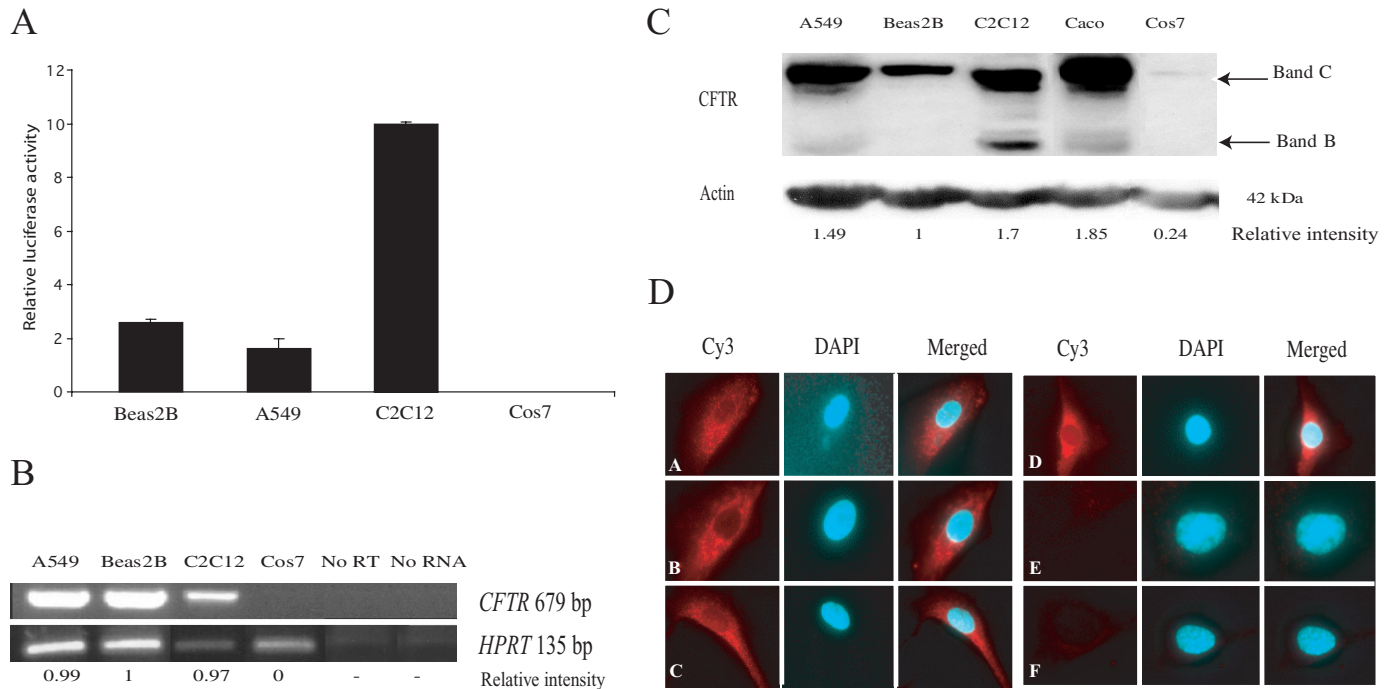 A
Relative luciferase activity
12
10
8
6
4
2
0
Beas2B A549 C2C12 Cos7
B
A549 Beas2B C2C12 Cos7 No RT No RNA
CFTR 679 bp
HPRT 135 bp
0.99 1 0.97 0 - - Relative intensity
C
A549 Beas2B C2C12 Caco Cos7
CFTR
Band C
Band B
Actin
42 kDa
1.49 1 1.7 1.85 0.24 Relative intensity
D
Cy3 DAPI Merged Cy3 DAPI Merged
A D
B E
C F